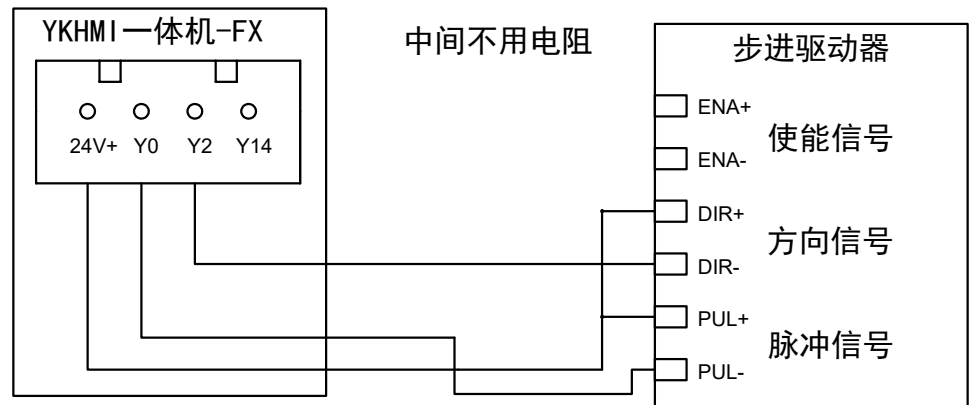 YKHMI一体机-FX
24V+ Y0 Y2 Y14
中间不用电阻
步进驱动器
ENA+
使能信号
ENA-
DIR+
方向信号
DIR-
PUL+
脉冲信号
PUL-